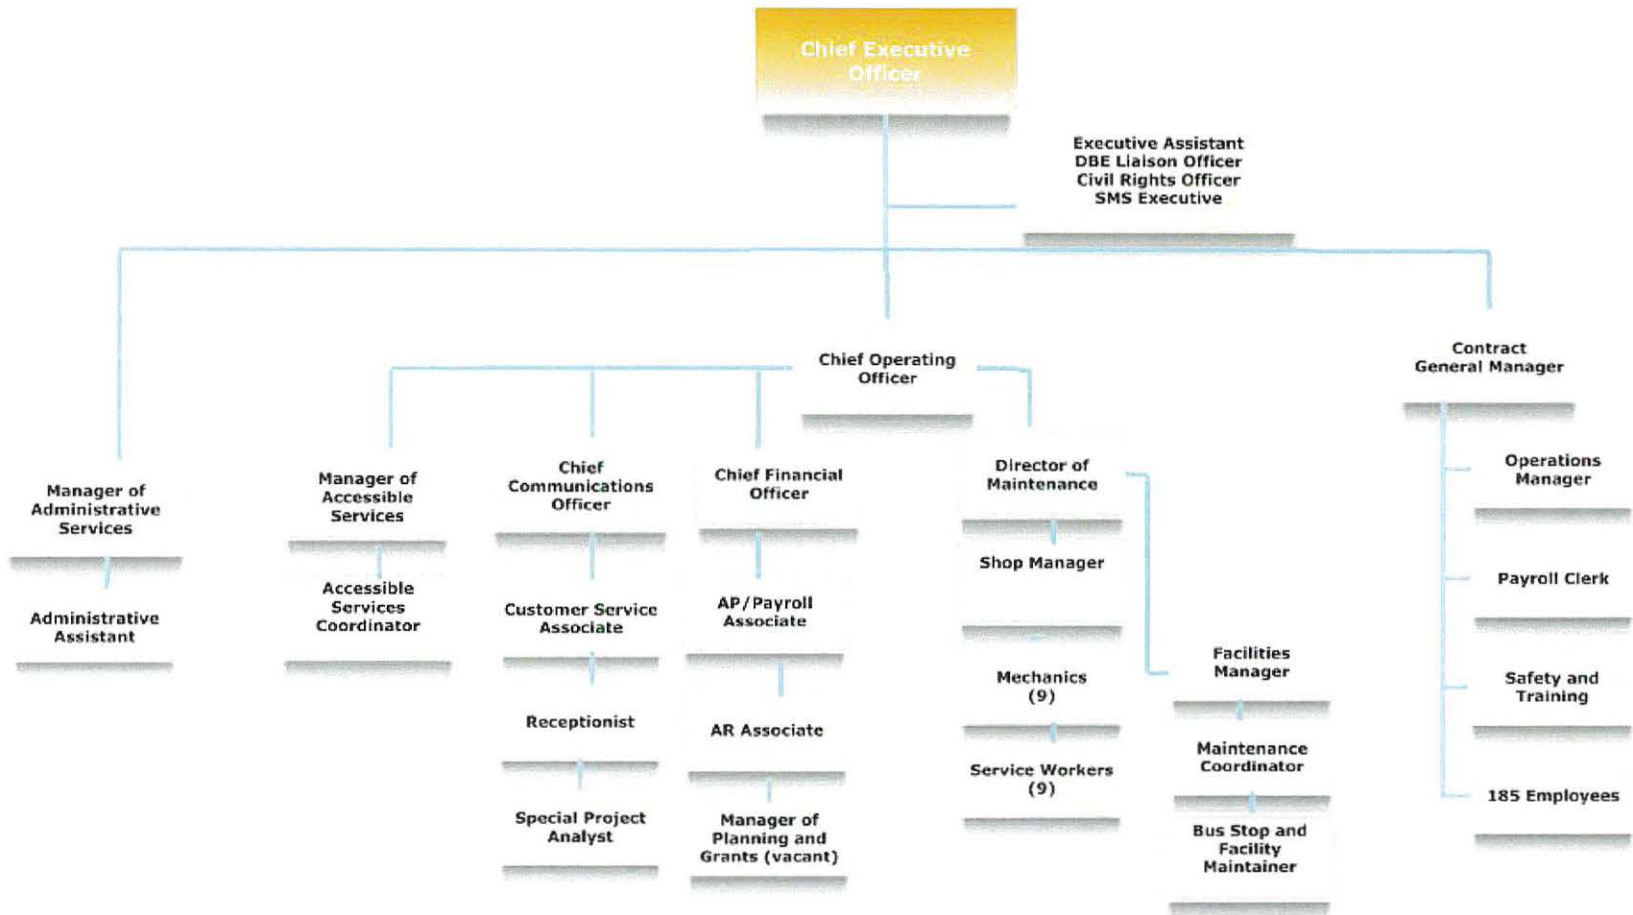 Chief Executive
Officer
Executive Assistant
DBE Liaison Officer
Civil Rights Officer
SMS Executive
Chief Operating
Officer
Contract
General Manager
Manager of
Administrative
Services
Administrative
Assistant
Manager of
Accessible
Services
Accessible
Services
Coordinator
Chief
Communications
Officer
Customer Service
Associate
Receptionist
Special Project
Analyst
Chief Financial
Officer
AP/Payroll
Associate
AR Associate
Manager of
Planning and
Grants (vacant)
Director of
Maintenance
Shop Manager
Mechanics
(9)
Service Workers
(9)
Facilities
Manager
Maintenance
Coordinator
Bus Stop and
Facility
Maintainer
Operations
Manager
Payroll Clerk
Safety and
Training
185 Employees